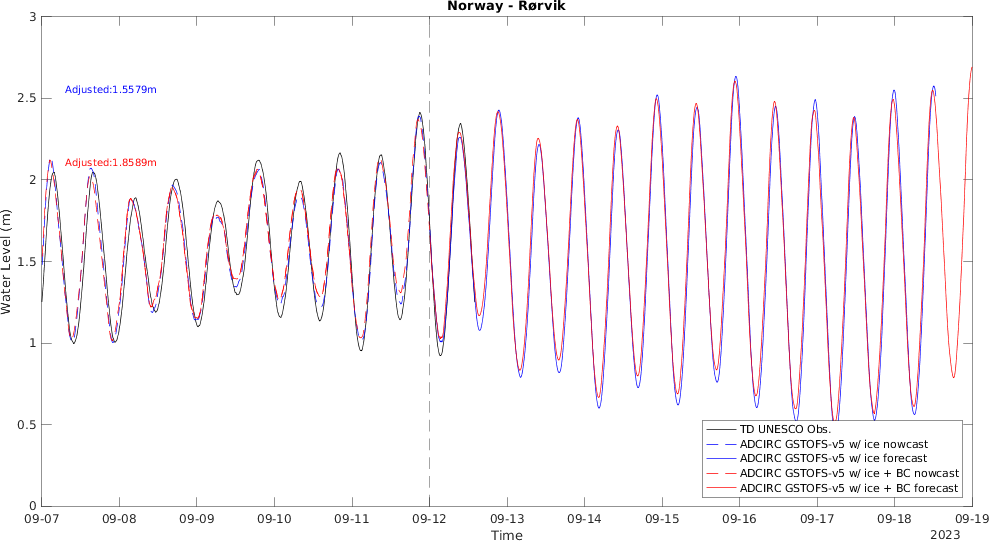 Norway - Rørvik
3
2.5
2
1.5
1
0.5
0
Water Level (m)
Adjusted:1.5579m
Adjusted:1.8589m
TD UNESCO Obs.
ADCIRC GSTOFS-v5 w/ ice nowcast
ADCIRC GSTOFS-v5 w/ ice forecast
ADCIRC GSTOFS-v5 w/ ice + BC nowcast
ADCIRC GSTOFS-v5 w/ ice + BC forecast
09-07 09-08 09-09 09-10 09-11 09-12 09-13 09-14 09-15 09-16 09-17 09-18 09-19
Time
2023